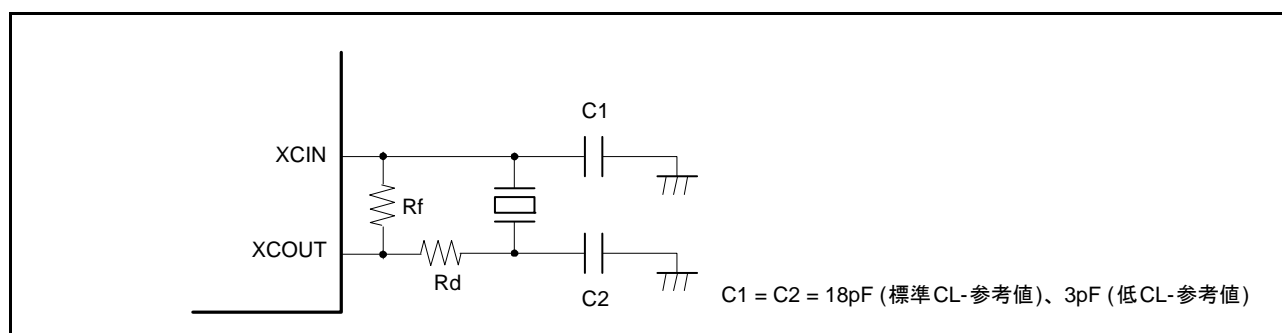 C1
XCIN
Rf
XCOUT
Rd
C2
C1 = C2 = 18pF (標準CL-参考値)、3pF (低CL-参考値)